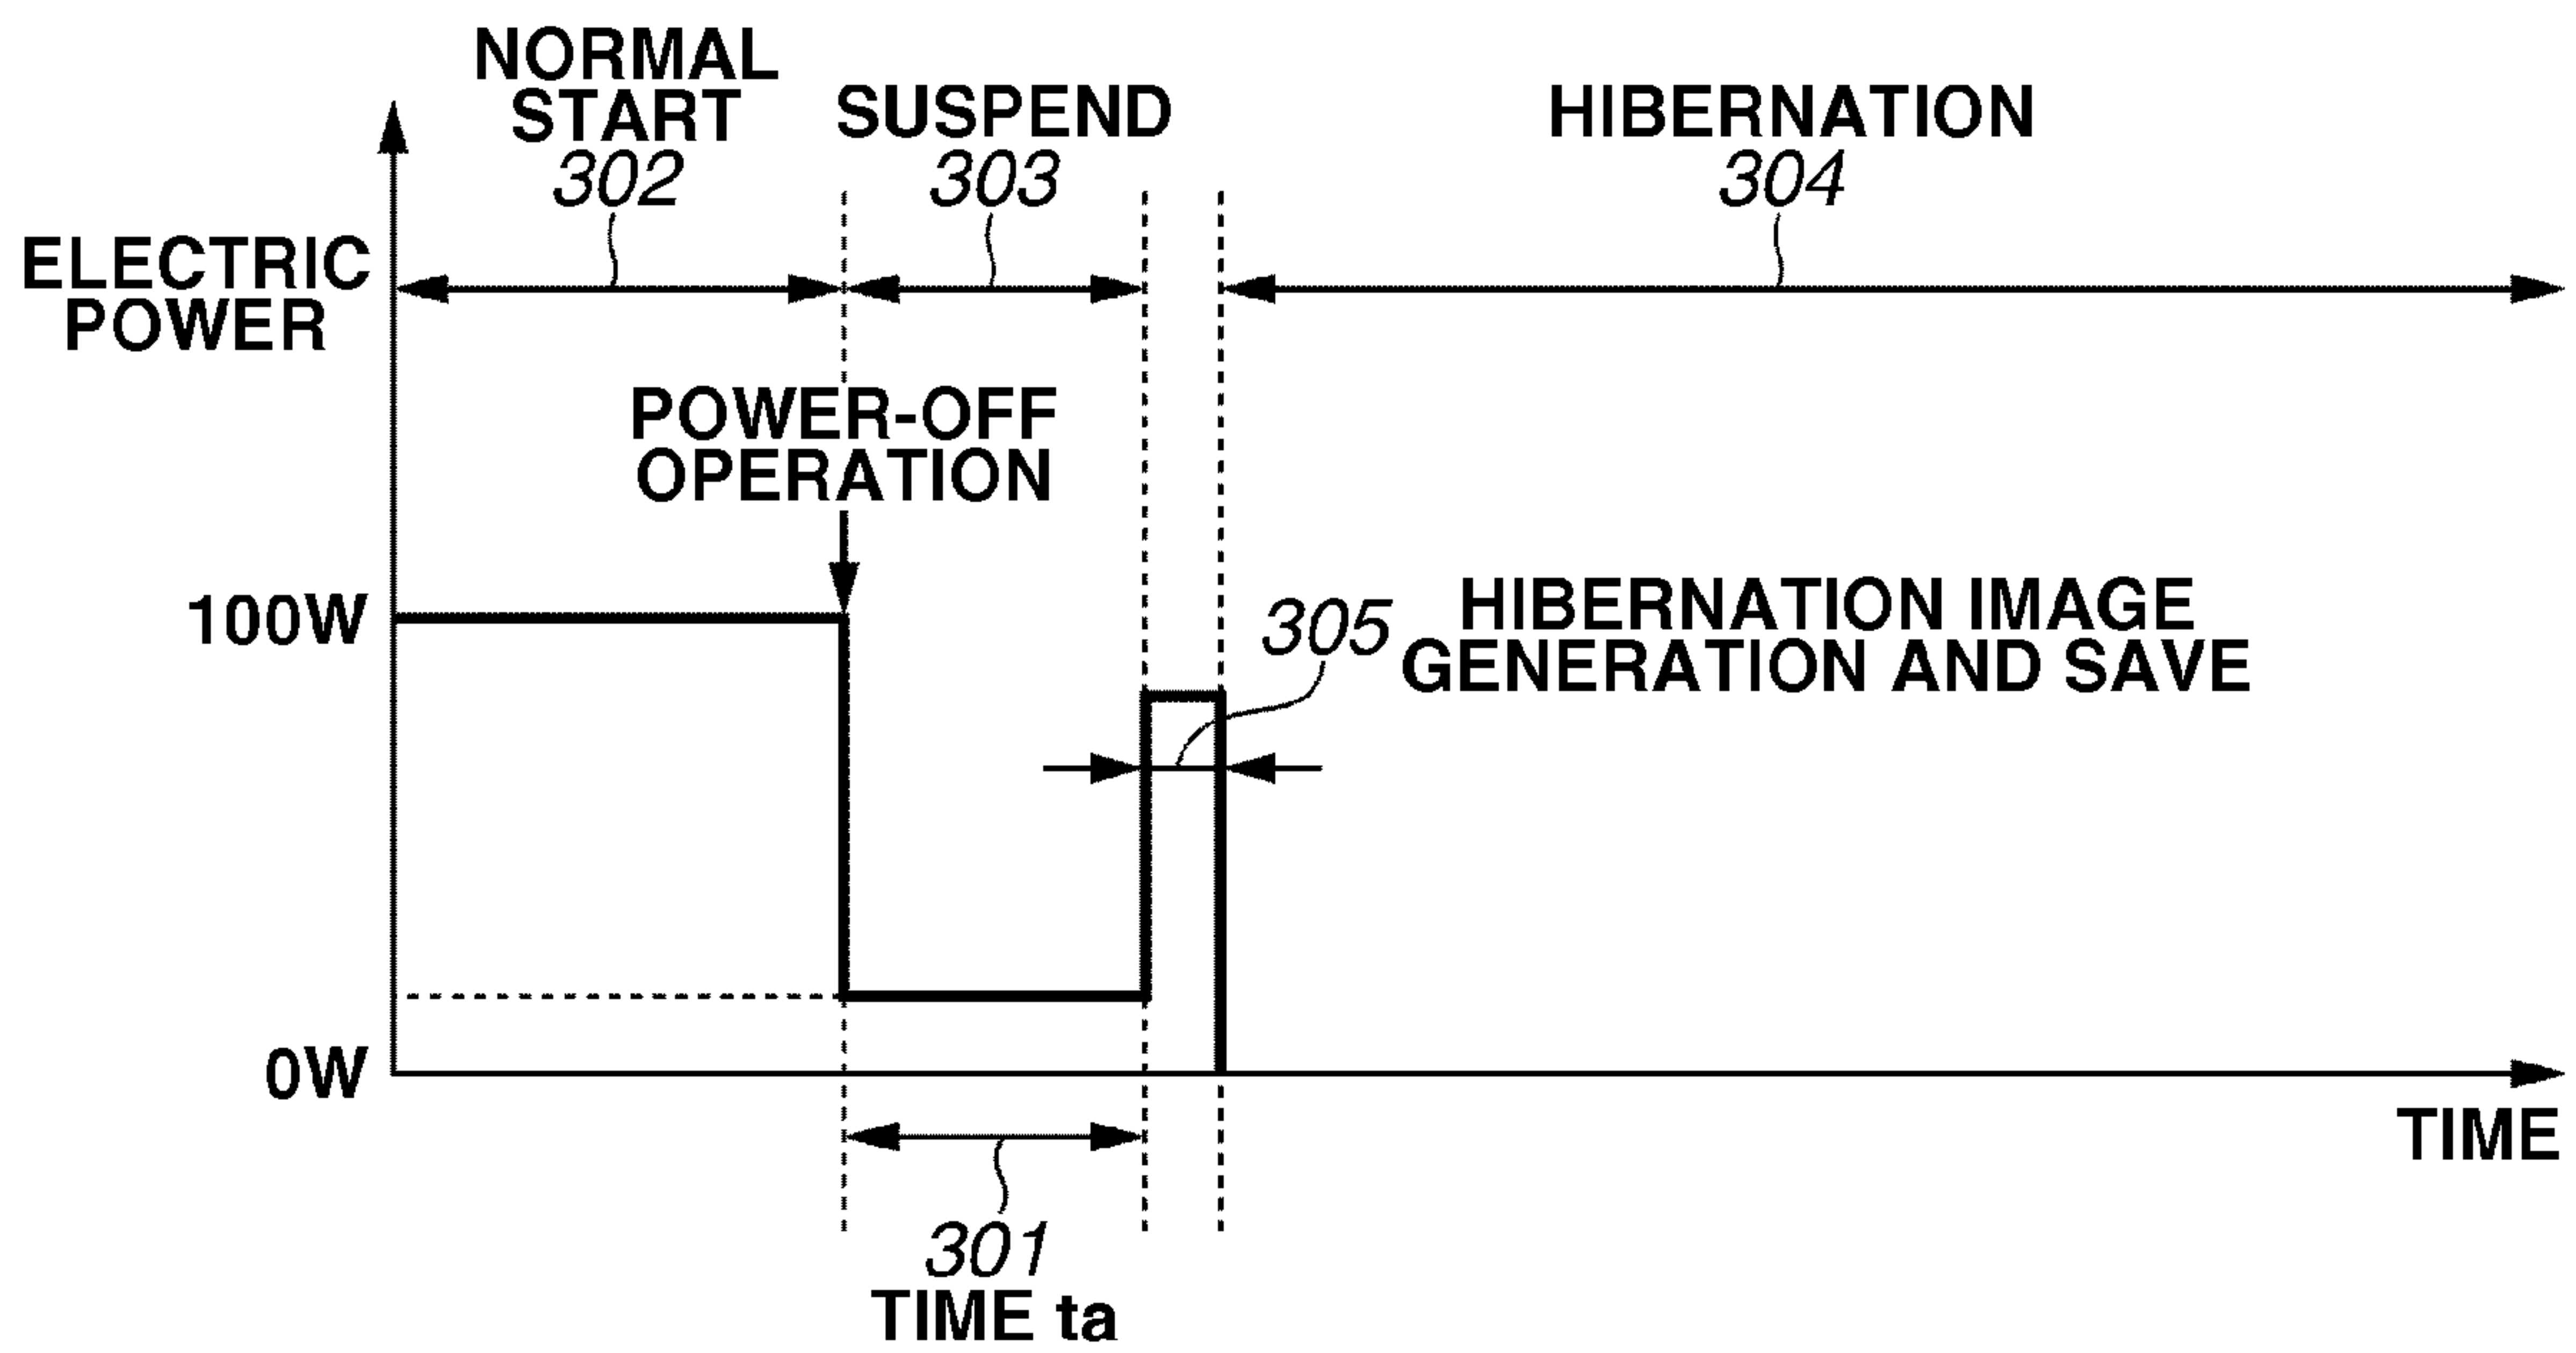 NORMAL
START
302
SUSPEND
303
HIBERNATION
304
ELECTRIC
POWER
POWER-OFF
OPERATION
100W
305
HIBERNATION IMAGE
GENERATION AND SAVE
0W
TIME
301
TIME ta